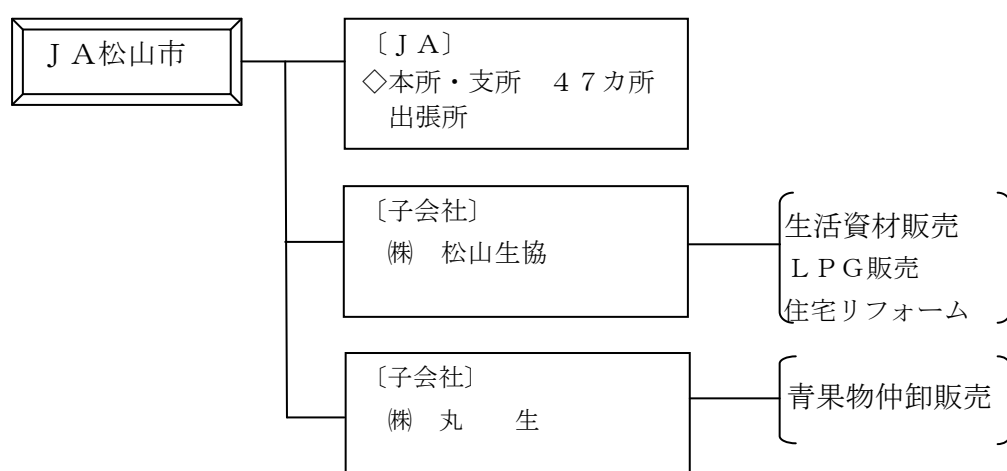 ＪＡ松山市
〔ＪＡ〕
◇本所・支所　４７カ所
出張所
〔子会社〕
㈱　松山生協
生活資材販売
ＬＰＧ販売
住宅リフォーム
〔子会社〕
㈱　丸　　生
青果物仲卸販売